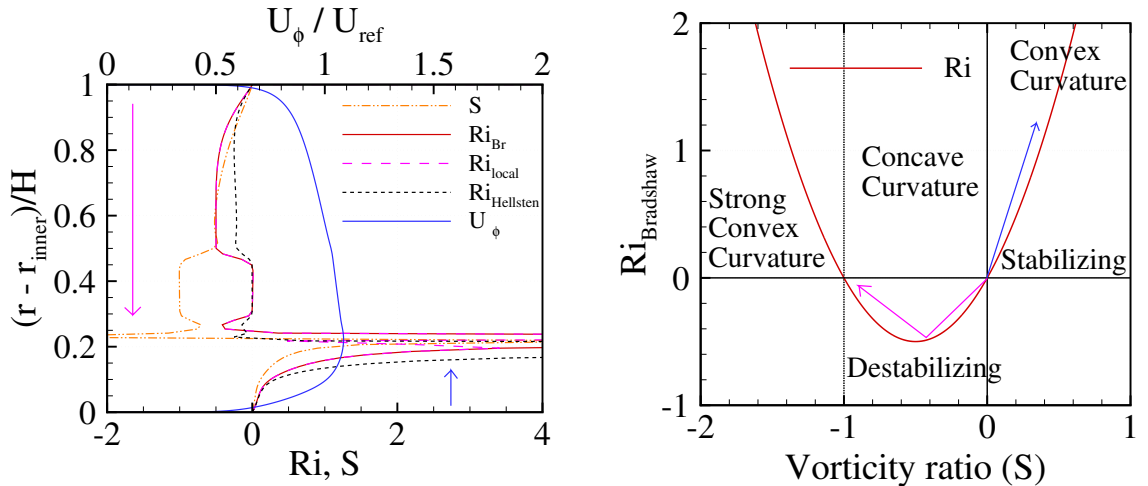 U_ϕ / U_ref
0 0.5 1 1.5 2
(r - r_inner)/H
1
0.8
0.6
0.4
0.2
0
S
Ri_Br
Ri_local
Ri_Hellsten
U_ϕ
-2 0 2 4
Ri, S
Ri_Bradshaw
2
1
0
-1
Ri
Convex
Curvature
Concave
Curvature
Strong
Convex
Curvature
Stabilizing
Destabilizing
-2 -1 0 1
Vorticity ratio (S)